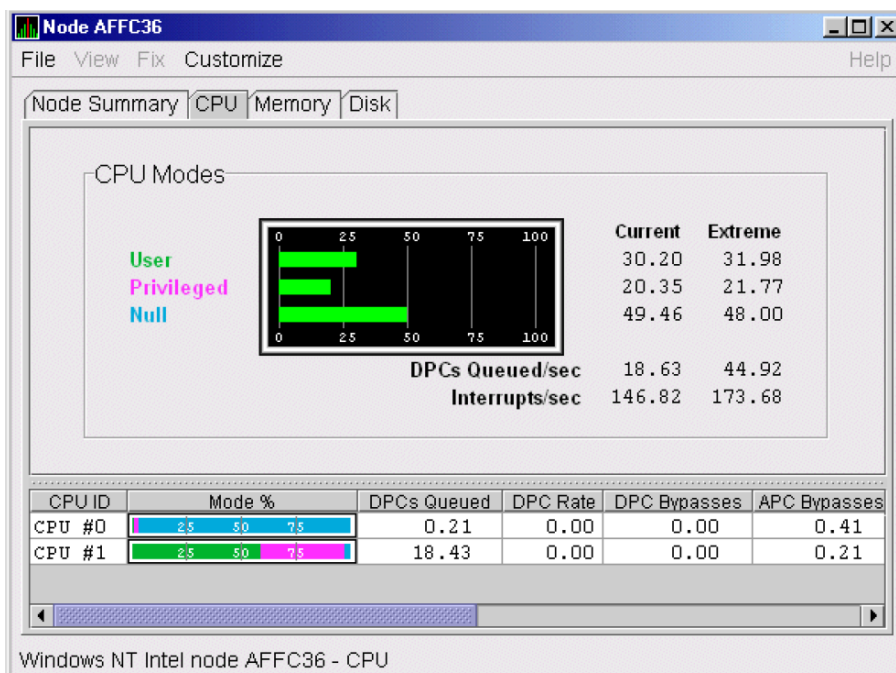 Node AFFC36
File View Fix Customize Help
Node Summary CPU Memory Disk
CPU Modes
0 25 50 75 100
Current Extreme
User 30.20 31.98
Privileged 20.35 21.77
Null 49.46 48.00
0 25 50 75 100
DPCs Queued/sec 18.63 44.92
Interrupts/sec 146.82 173.68
CPU ID Mode % DPCs Queued DPC Rate DPC Bypasses APC Bypasses
CPU #0 25 50 75 0.21 0.00 0.00 0.41
CPU #1 25 50 75 18.43 0.00 0.00 0.21
Windows NT Intel node AFFC36 - CPU